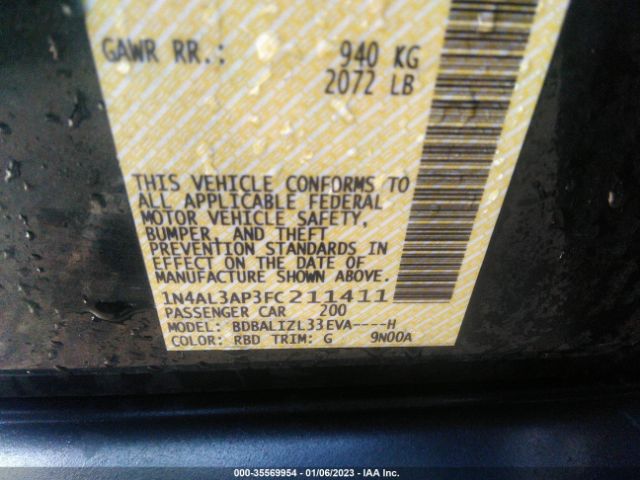 GAWR RR.: 940 KG
2072 LB
THIS VEHICLE CONFORMS TO
ALL APPLICABLE FEDERAL
MOTOR VEHICLE SAFETY,
BUMPER, AND THEFT
PREVENTION STANDARDS IN
EFFECT ON THE DATE OF
MANUFACTURE SHOWN ABOVE.
1N4AL3AP3FC211411
PASSENGER CAR 200
MODEL: BDBALIZL33EVA----H
COLOR: RBD TRIM: G 9N00A
000-35569954 - 01/06/2023 - IAA Inc.